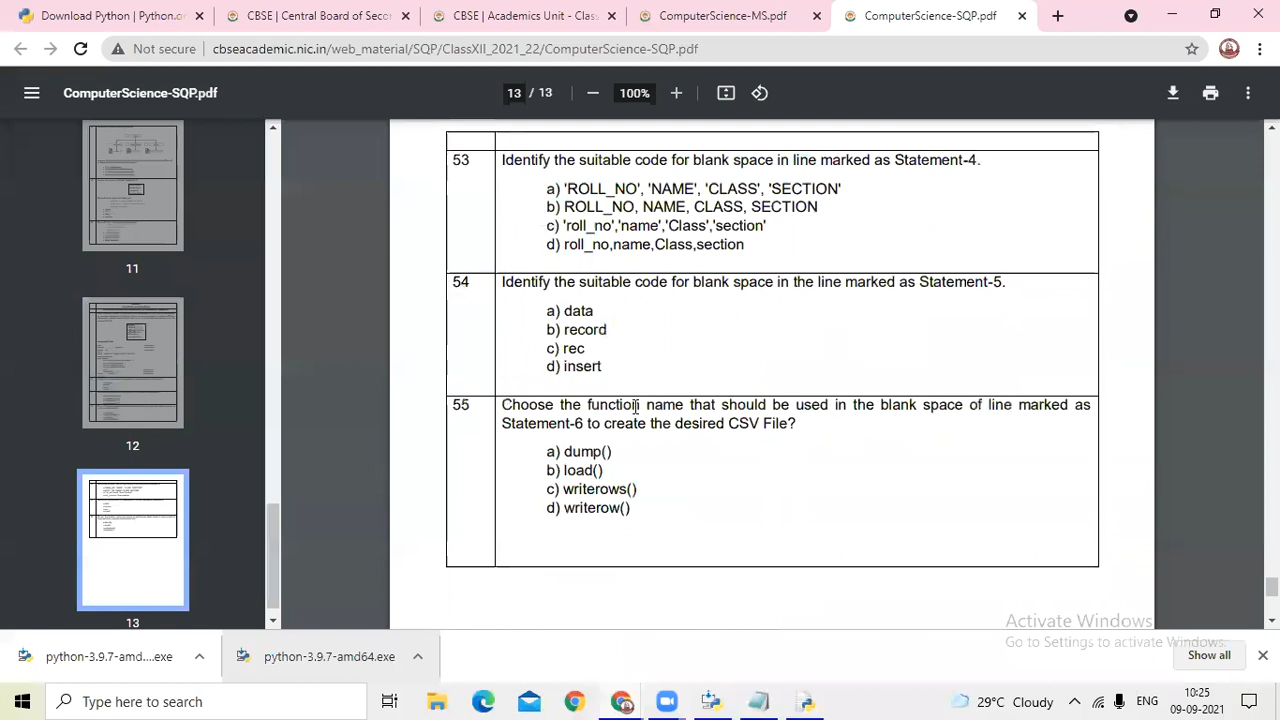 Download Python | Python.or
CBSE | Central Board of Secon
CBSE | Academics Unit - Class
ComputerScience-MS.pdf
ComputerScience-SQP.pdf
Not secure
cbseacademic.nic.in/web_material/SQP/ClassXII_2021_22/ComputerScience-SQP.pdf
ComputerScience-SQP.pdf
13 / 13
100%
11
12
13
53 Identify the suitable code for blank space in line marked as Statement-4.
a) 'ROLL_NO', 'NAME', 'CLASS', 'SECTION'
b) ROLL_NO, NAME, CLASS, SECTION
c) 'roll_no','name','Class','section'
d) roll_no,name,Class,section
54 Identify the suitable code for blank space in the line marked as Statement-5.
a) data
b) record
c) rec
d) insert
55 Choose the function name that should be used in the blank space of line marked as
Statement-6 to create the desired CSV File?
a) dump()
b) load()
c) writerows()
d) writerow()
Activate Windows
Go to Settings to activate Windows.
python-3.9.7-amd....exe
python-3.9.7-amd64.exe
Show all
Type here to search
29°C Cloudy
ENG
10:25
09-09-2021